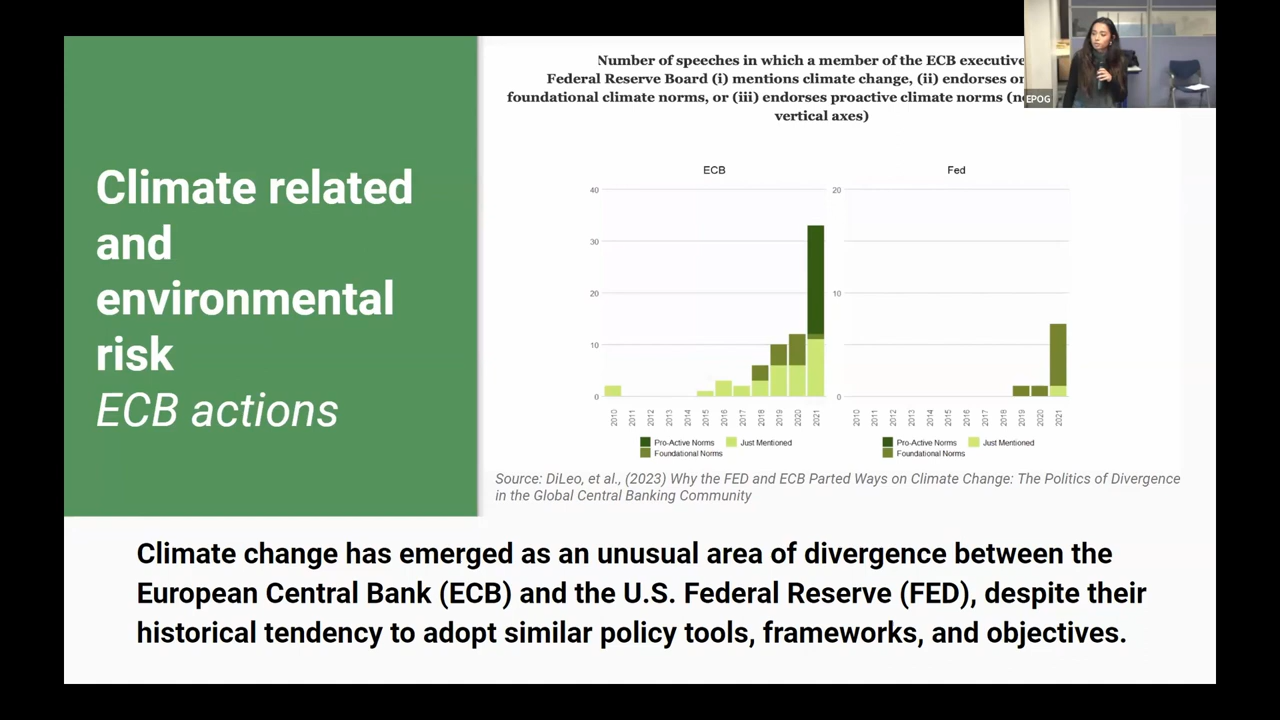 Climate related
and
environmental
risk
ECB actions
Number of speeches in which a member of the ECB executive
Federal Reserve Board (i) mentions climate change, (ii) endorses
foundational climate norms, or (iii) endorses proactive climate norms
vertical axes)
EPOG
ECB
40
30
20
10
0
2010 2011 2012 2013 2014 2015 2016 2017 2018 2019 2020 2021
Pro-Active Norms Just Mentioned
Foundational Norms
Fed
20
10
0
2010 2011 2012 2013 2014 2015 2016 2017 2018 2019 2020 2021
Pro-Active Norms Just Mentioned
Foundational Norms
Source: DiLeo, et al., (2023) Why the FED and ECB Parted Ways on Climate Change: The Politics of Divergence
in the Global Central Banking Community
Climate change has emerged as an unusual area of divergence between the
European Central Bank (ECB) and the U.S. Federal Reserve (FED), despite their
historical tendency to adopt similar policy tools, frameworks, and objectives.